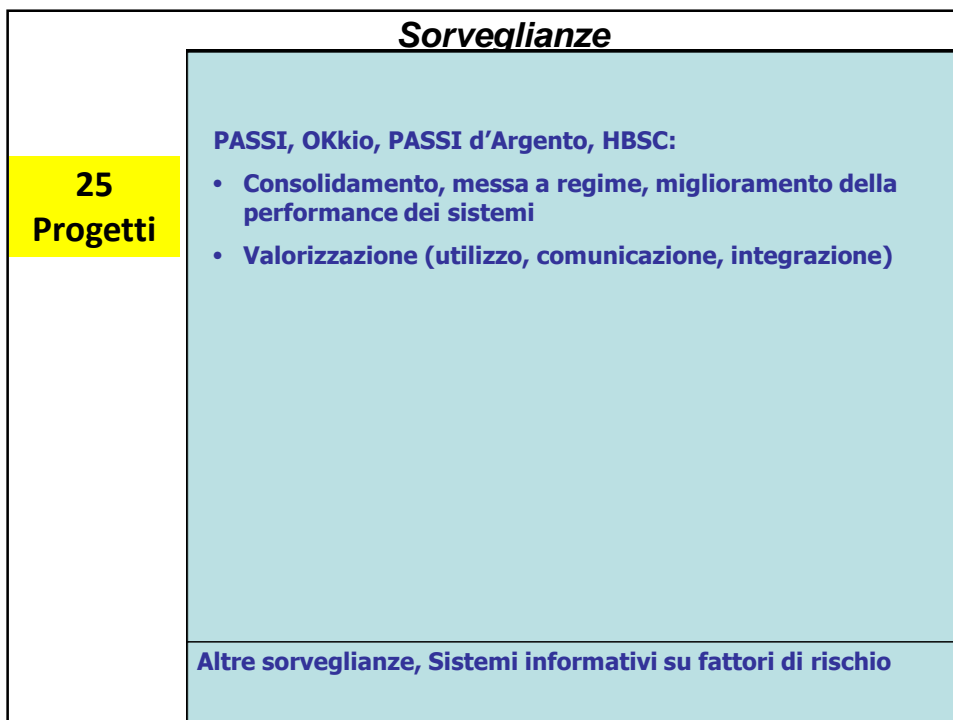 Sorveglianze
25
Progetti
PASSI, OKkio, PASSI d'Argento, HBSC:
• Consolidamento, messa a regime, miglioramento della
performance dei sistemi
• Valorizzazione (utilizzo, comunicazione, integrazione)
Altre sorveglianze, Sistemi informativi su fattori di rischio